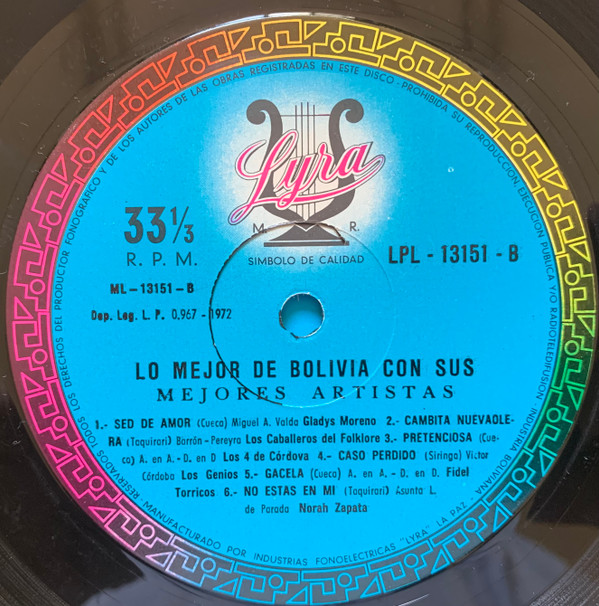 RESERVADOS TODOS LOS DERECHOS DEL PRODUCTOR FONOGRAFICO Y DE LOS AUTORES DE LAS OBRAS REGISTRADAS EN ESTE DISCO - PROHIBIDA SU REPRODUCCION, EJECUCION PUBLICA Y/O RADIOTELEDIFUSION INDUSTRIA BOLIVIANA
Lyra
M. R.
SIMBOLO DE CALIDAD
33 1/3
R. P. M.
LPL - 13151 - B
ML-13151-B
Dep. Leg. L. P. 0.967 - 1972
LO MEJOR DE BOLIVIA CON SUS
MEJORES ARTISTAS
1.- SED DE AMOR (Cueca) Miguel A. Valda Gladys Moreno 2.- CAMBITA NUEVAOLE-
RA (Taquirari) Barrón - Pereyra Los Caballeros del Folklore 3.- PRETENCIOSA (Cue-
ca) A. en A. - D. en D Los 4 de Córdova 4.- CASO PERDIDO (Siringa) Victor
Córdoba Los Genios 5.- GACELA (Cueca) A. en A. - D. en D. Fidel
Torricos 6.- NO ESTAS EN MI (Taquirari) Asunta L.
de Parada Norah Zapata
MANUFACTURADO POR INDUSTRIAS FONOELECTRICAS "LYRA" LA PAZ -